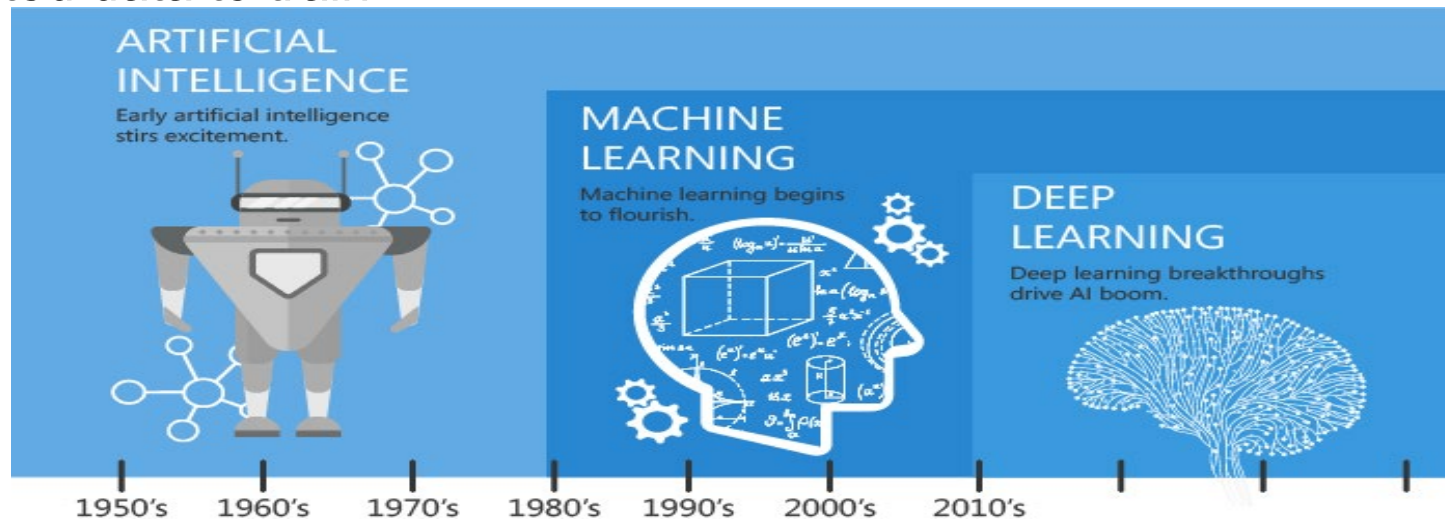 ARTIFICIAL
INTELLIGENCE
Early artificial intelligence
stirs excitement.
MACHINE
LEARNING
Machine learning begins
to flourish.
DEEP
LEARNING
Deep learning breakthroughs
drive AI boom.
1950's 1960's 1970's 1980's 1990's 2000's 2010's